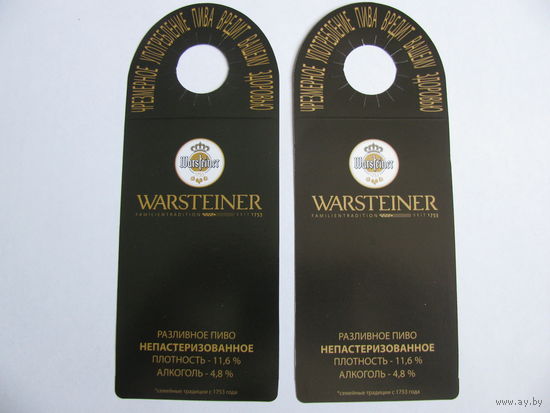 ЧРЕЗМЕРНОЕ УПОТРЕБЛЕНИЕ ПИВА ВРЕДИТ ВАШЕМУ ЗДОРОВЬЮ
Warsteiner
WARSTEINER
FAMILIENTRADITION SEIT 1753
РАЗЛИВНОЕ ПИВО
НЕПАСТЕРИЗОВАННОЕ
ПЛОТНОСТЬ - 11,6 %
АЛКОГОЛЬ - 4,8 %
*семейные традиции с 1753 года
ЧРЕЗМЕРНОЕ УПОТРЕБЛЕНИЕ ПИВА ВРЕДИТ ВАШЕМУ ЗДОРОВЬЮ
Warsteiner
WARSTEINER
FAMILIENTRADITION SEIT 1753
РАЗЛИВНОЕ ПИВО
НЕПАСТЕРИЗОВАННОЕ
ПЛОТНОСТЬ - 11,6 %
АЛКОГОЛЬ - 4,8 %
*семейные традиции с 1753 года
www.ay.by